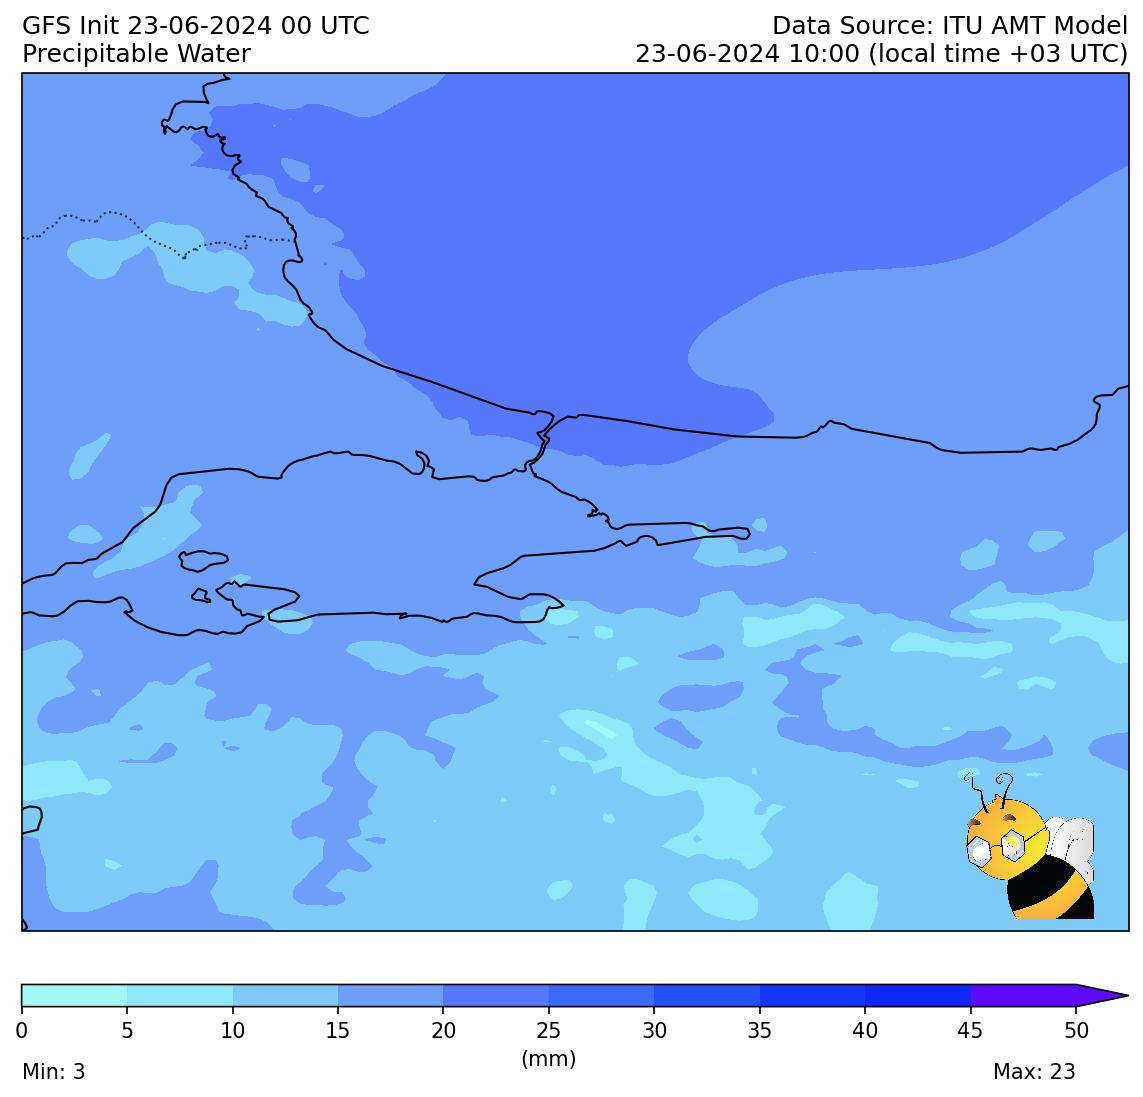 GFS Init 23-06-2024 00 UTC
Data Source: ITU AMT Model
Precipitable Water
23-06-2024 10:00 (local time +03 UTC)
0 5 10 15 20 25 30 35 40 45 50
(mm)
Min: 3
Max: 23